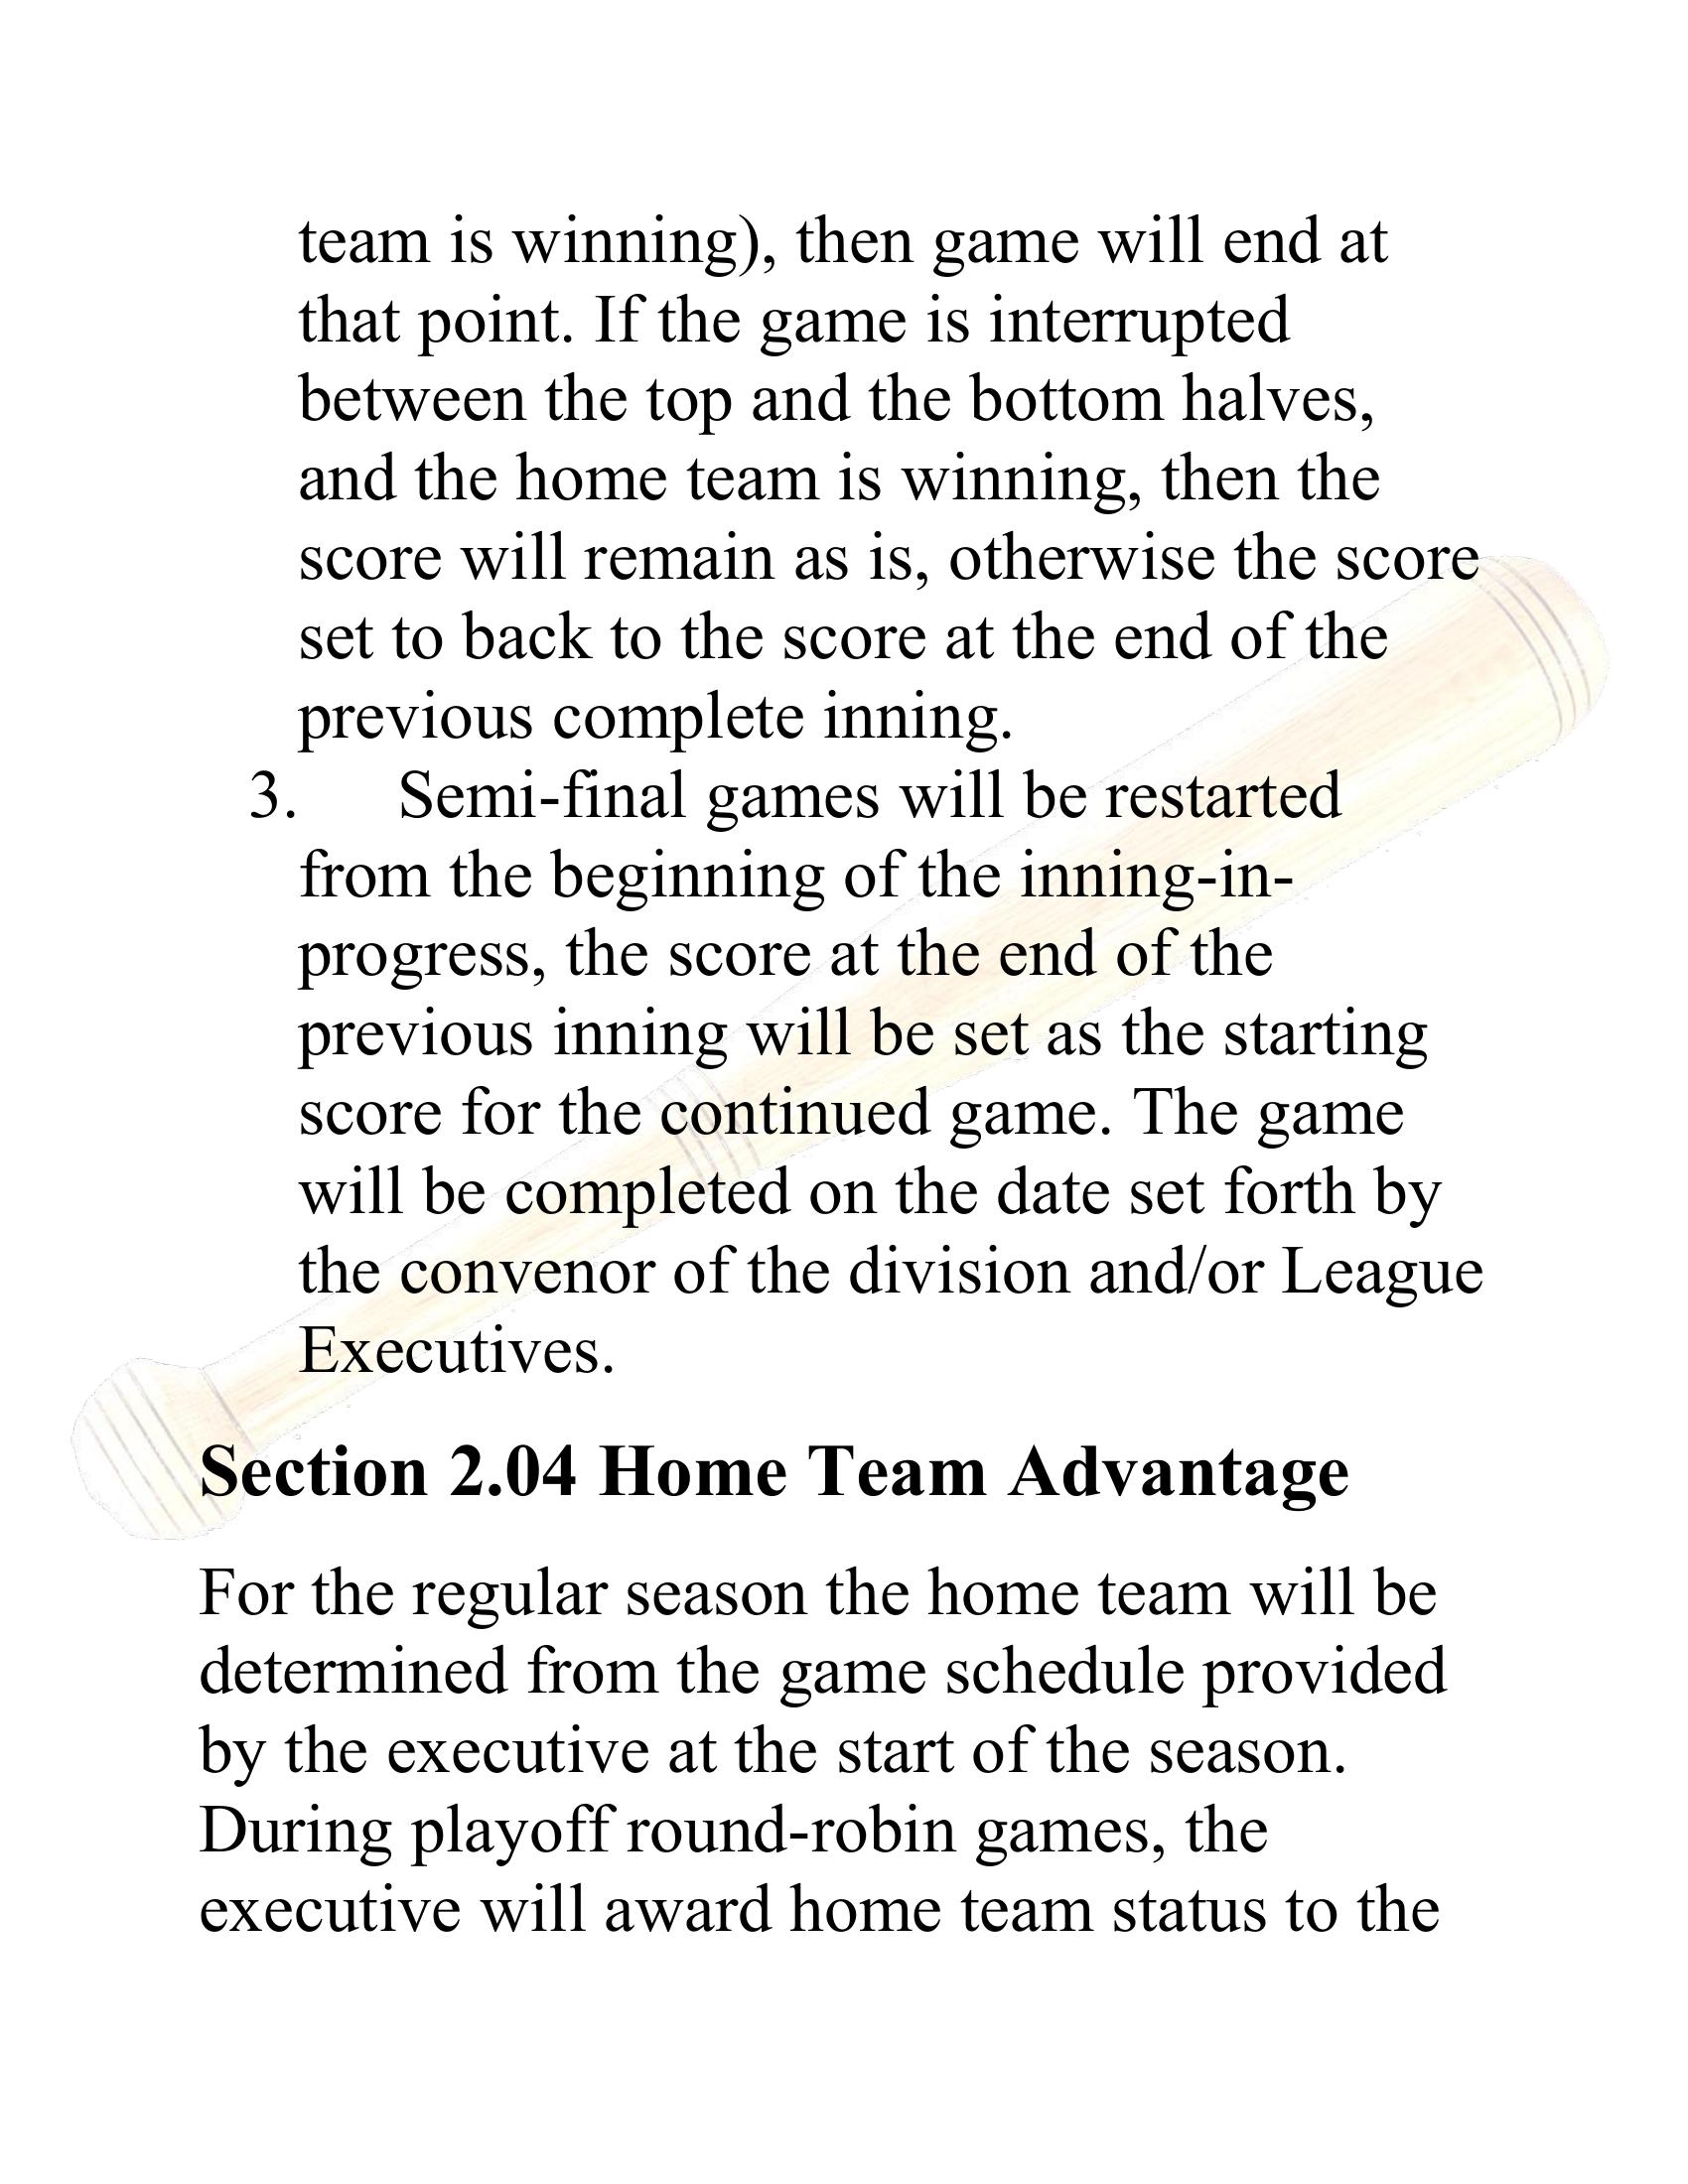 team is winning), then game will end at
that point. If the game is interrupted
between the top and the bottom halves,
and the home team is winning, then the
score will remain as is, otherwise the score
set to back to the score at the end of the
previous complete inning.
3. Semi-final games will be restarted
from the beginning of the inning-in-
progress, the score at the end of the
previous inning will be set as the starting
score for the continued game. The game
will be completed on the date set forth by
the convenor of the division and/or League
Executives.
Section 2.04 Home Team Advantage
For the regular season the home team will be
determined from the game schedule provided
by the executive at the start of the season.
During playoff round-robin games, the
executive will award home team status to the